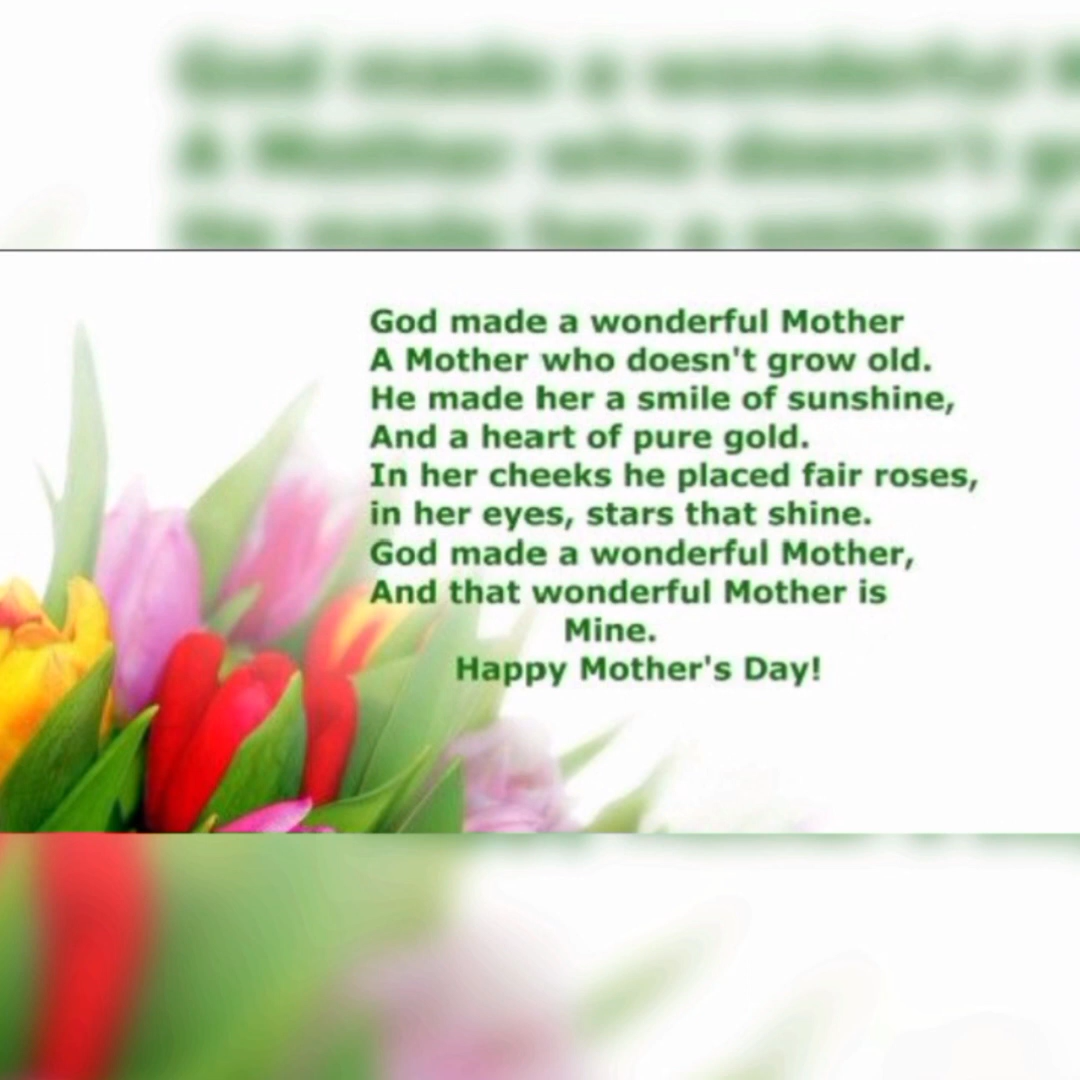 God made a wonderful Mother
A Mother who doesn't grow old.
He made her a smile of sunshine,
And a heart of pure gold.
In her cheeks he placed fair roses,
in her eyes, stars that shine.
God made a wonderful Mother,
And that wonderful Mother is
Mine.
Happy Mother's Day!